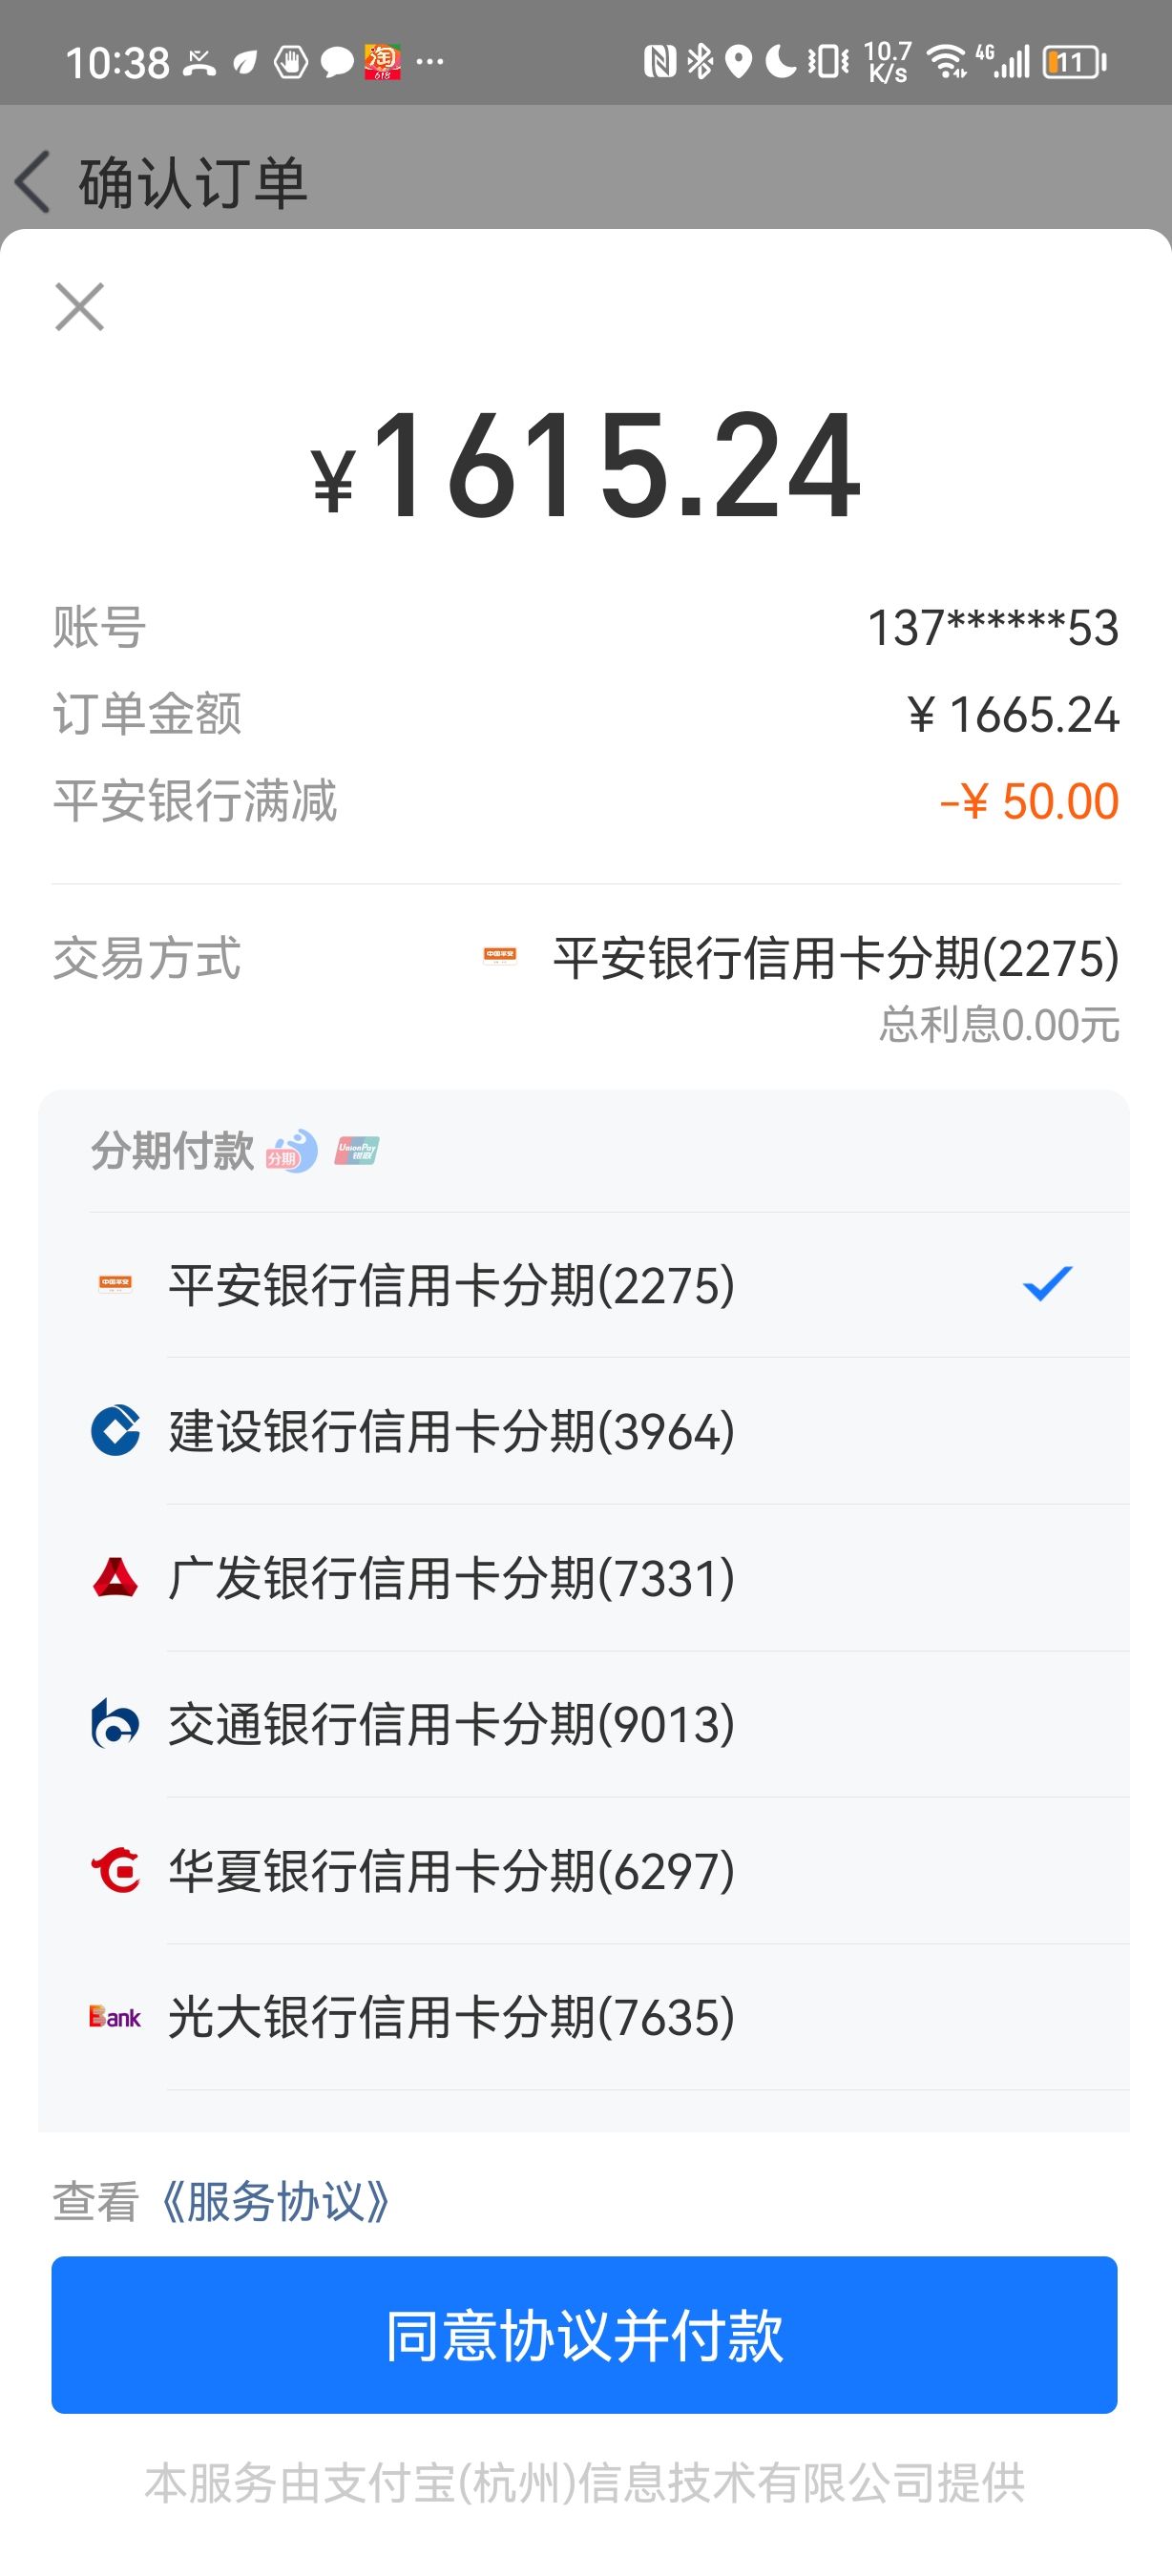 10:38
淘
618
10.7
K/s
4G
11
确认订单
¥1615.24
账号
137******53
订单金额
¥ 1665.24
平安银行满减
-¥ 50.00
交易方式
中国平安
平安银行信用卡分期(2275)
总利息0.00元
分期付款
分期
UnionPay
银联
中国平安
平安银行信用卡分期(2275)
建设银行信用卡分期(3964)
广发银行信用卡分期(7331)
交通银行信用卡分期(9013)
华夏银行信用卡分期(6297)
Bank
光大银行信用卡分期(7635)
查看《服务协议》
同意协议并付款
本服务由支付宝(杭州)信息技术有限公司提供